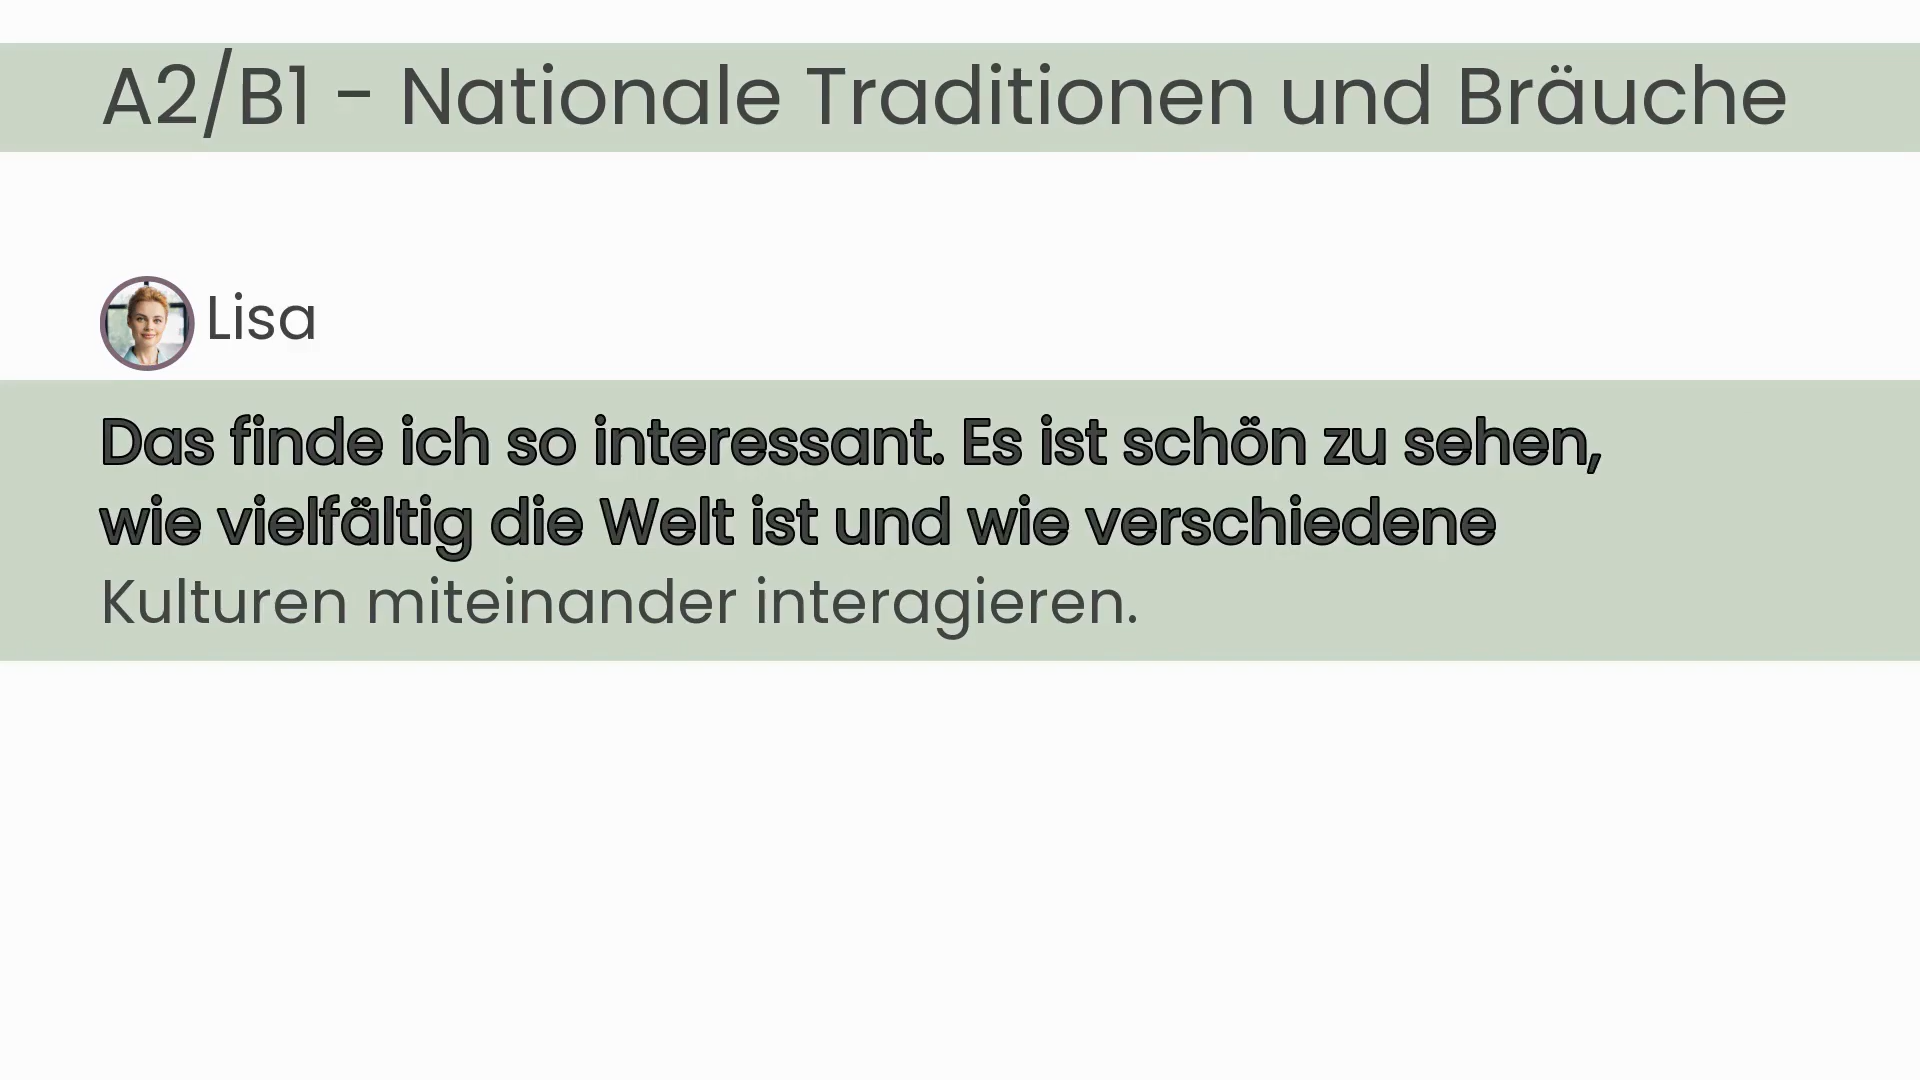 A2/B1 - Nationale Traditionen und Bräuche
Lisa
Das finde ich so interessant. Es ist schön zu sehen,
wie vielfältig die Welt ist und wie verschiedene
Kulturen miteinander interagieren.